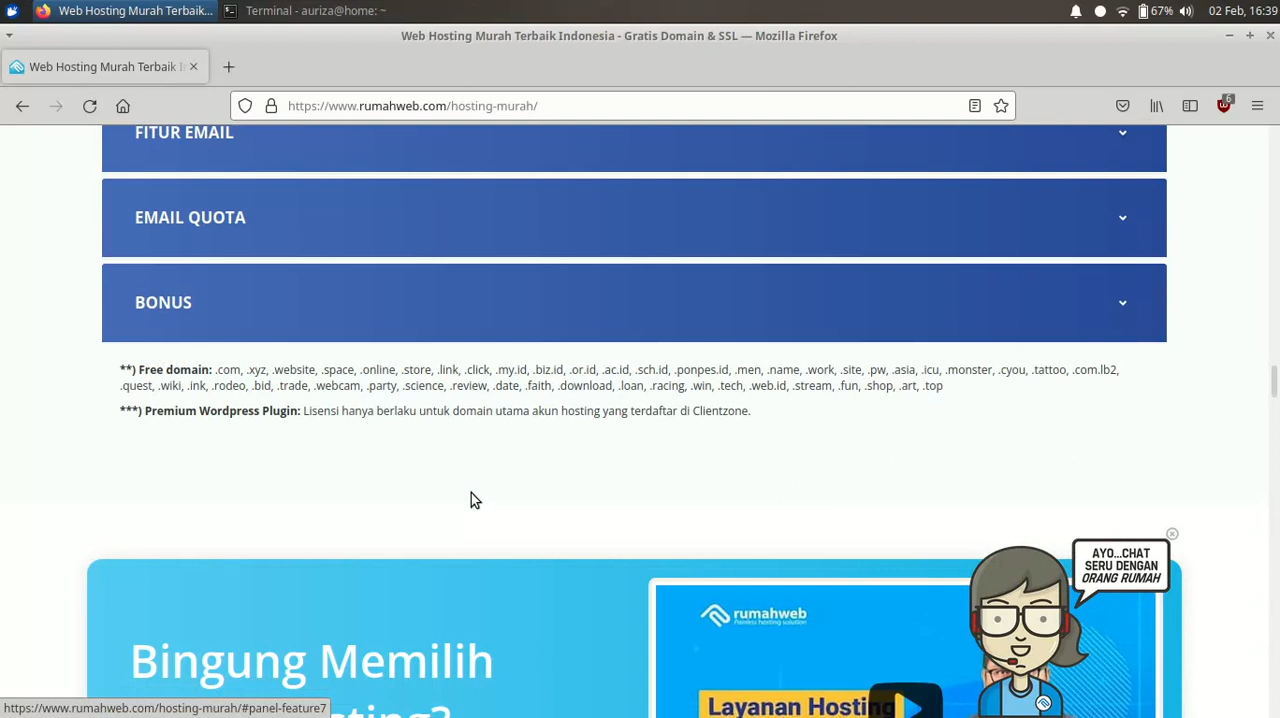 Web Hosting Murah Terbaik...
Terminal - auriza@home: ~
67%
02 Feb, 16:39
Web Hosting Murah Terbaik Indonesia - Gratis Domain & SSL — Mozilla Firefox
Web Hosting Murah Terbaik I
https://www.rumahweb.com/hosting-murah/
6
FITUR EMAIL
EMAIL QUOTA
BONUS
**) Free domain: .com, .xyz, .website, .space, .online, .store, .link, .click, .my.id, .biz.id, .or.id, .ac.id, .sch.id, .ponpes.id, .men, .name, .work, .site, .pw, .asia, .icu, .monster, .cyou, .tattoo, .com.lb2,
.quest, .wiki, .ink, .rodeo, .bid, .trade, .webcam, .party, .science, .review, .date, .faith, .download, .loan, .racing, .win, .tech, .web.id, .stream, .fun, .shop, .art, .top
***) Premium Wordpress Plugin: Lisensi hanya berlaku untuk domain utama akun hosting yang terdaftar di Clientzone.
AYO...CHAT
SERU DENGAN
ORANG RUMAH
rumahweb
Painless hosting solution
Bingung Memilih
Layanan Hosting
sting?
https://www.rumahweb.com/hosting-murah/#panel-feature7